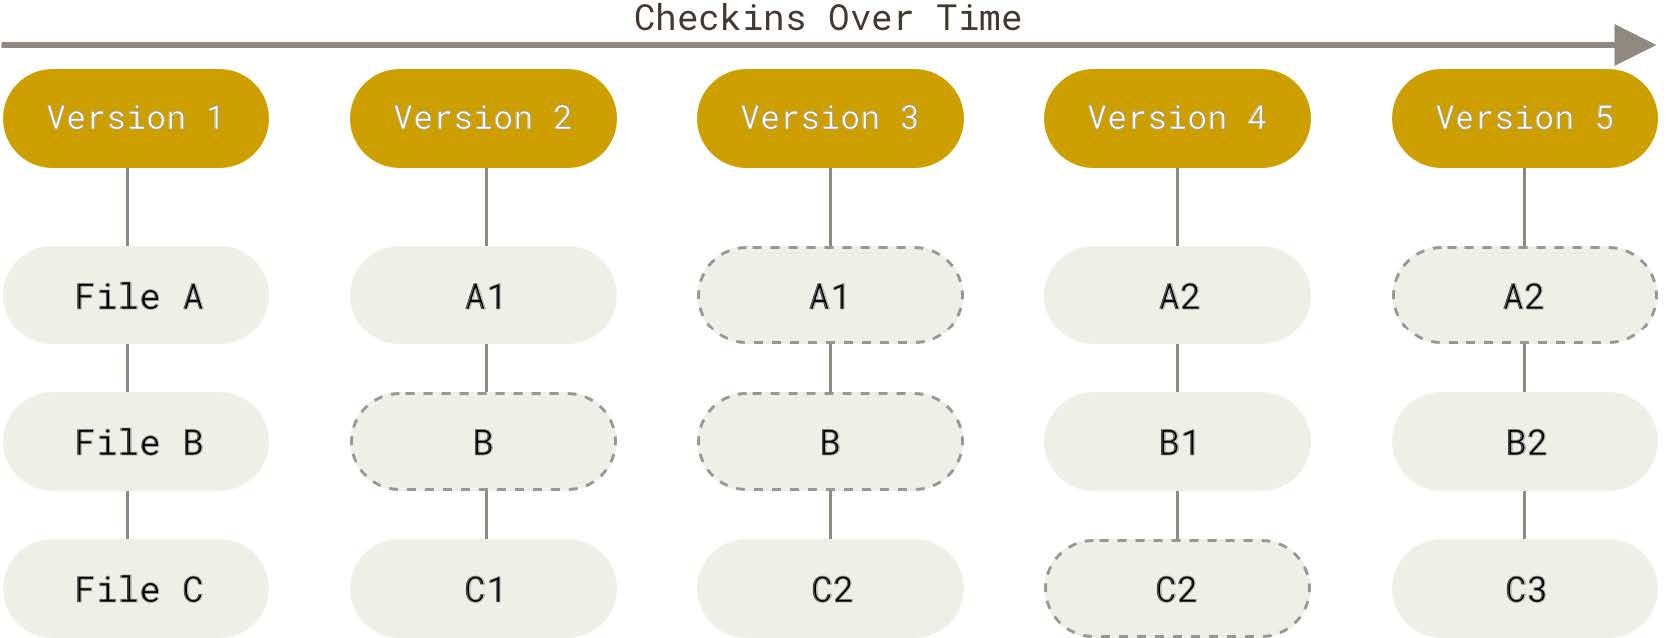 Checkins Over Time
Version 1 Version 2 Version 3 Version 4 Version 5
File A A1 A1 A2 A2
File B B B B1 B2
File C C1 C2 C2 C3